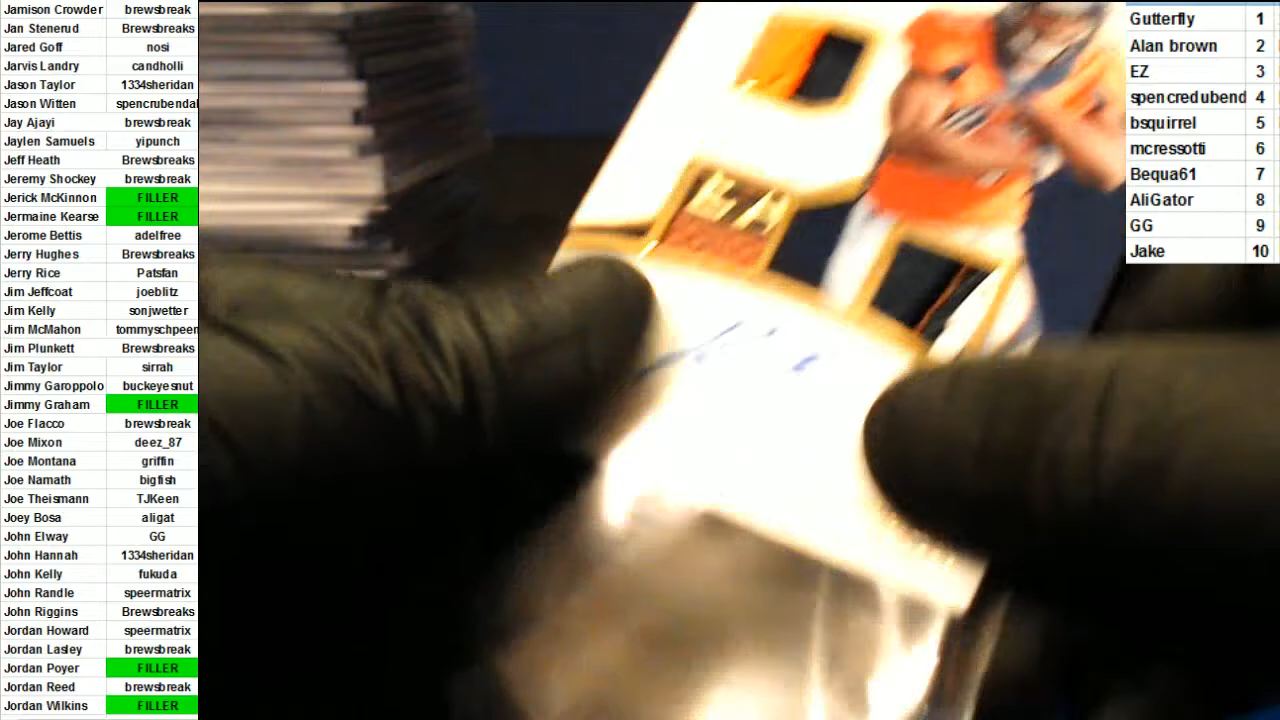 Jamison Crowder brewsbreak
Jan Stenerud Brewsbreaks
Jared Goff nosi
Jarvis Landry candholli
Jason Taylor 1334sheridan
Jason Witten spencrubendal
Jay Ajayi brewsbreak
Jaylen Samuels yipunch
Jeff Heath Brewsbreaks
Jeremy Shockey brewsbreak
Jerick McKinnon FILLER
Jermaine Kearse FILLER
Jerome Bettis adelfree
Jerry Hughes Brewsbreaks
Jerry Rice Patsfan
Jim Jeffcoat joeblitz
Jim Kelly sonjwetter
Jim McMahon tommyschpeer
Jim Plunkett Brewsbreaks
Jim Taylor sirrah
Jimmy Garoppolo buckeyesnut
Jimmy Graham FILLER
Joe Flacco brewsbreak
Joe Mixon deez_87
Joe Montana griffin
Joe Namath bigfish
Joe Theismann TJKeen
Joey Bosa aligat
John Elway GG
John Hannah 1334sheridan
John Kelly fukuda
John Randle speermatrix
John Riggins Brewsbreaks
Jordan Howard speermatrix
Jordan Lasley brewsbreak
Jordan Poyer FILLER
Jordan Reed brewsbreak
Jordan Wilkins FILLER
Gutterfly 1
Alan brown 2
EZ 3
spencredubend 4
bsquirrel 5
mcressotti 6
Bequa61 7
AliGator 8
GG 9
Jake 10